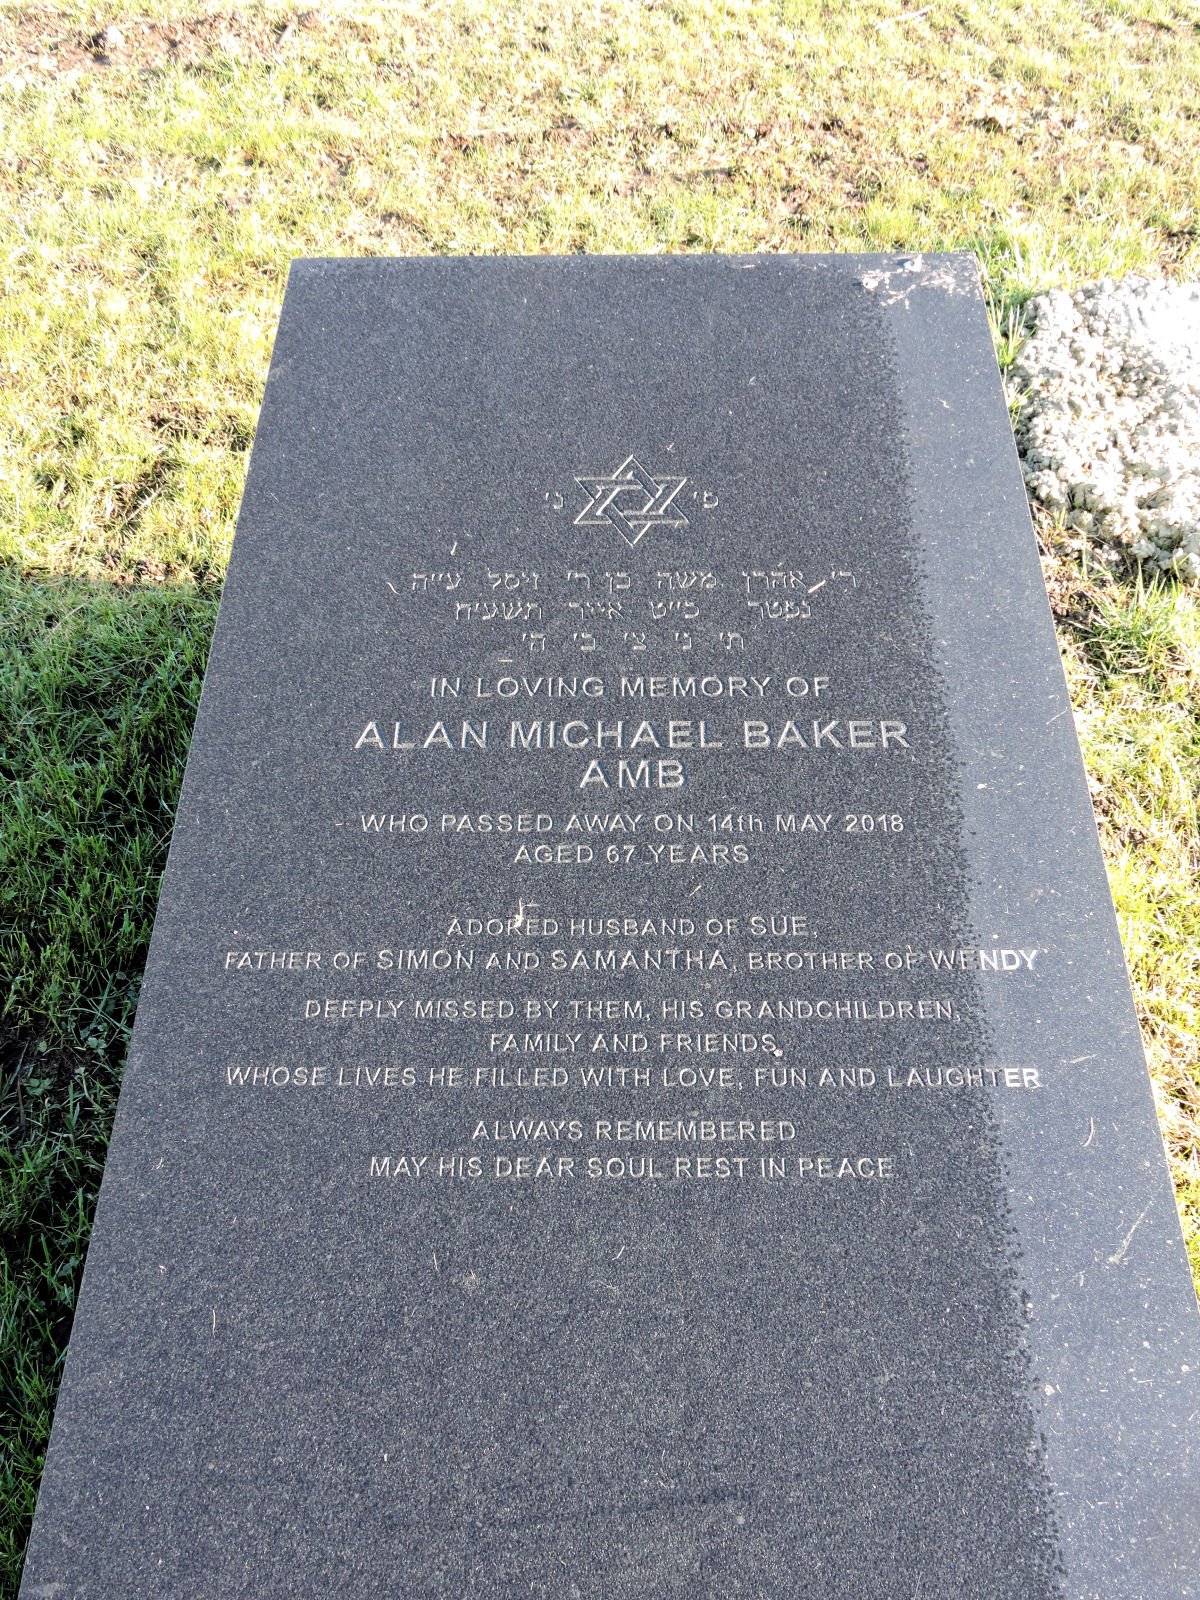 פ' נ'
ר' אהרן משה בן ר' זיסל ע"ה
נפטר כ"ט אייר תשע"ח
ת' נ' צ' ב' ה'
IN LOVING MEMORY OF
ALAN MICHAEL BAKER
AMB
WHO PASSED AWAY ON 14th MAY 2018
AGED 67 YEARS
ADORED HUSBAND OF SUE,
FATHER OF SIMON AND SAMANTHA, BROTHER OF WENDY
DEEPLY MISSED BY THEM, HIS GRANDCHILDREN,
FAMILY AND FRIENDS,
WHOSE LIVES HE FILLED WITH LOVE, FUN AND LAUGHTER
ALWAYS REMEMBERED
MAY HIS DEAR SOUL REST IN PEACE